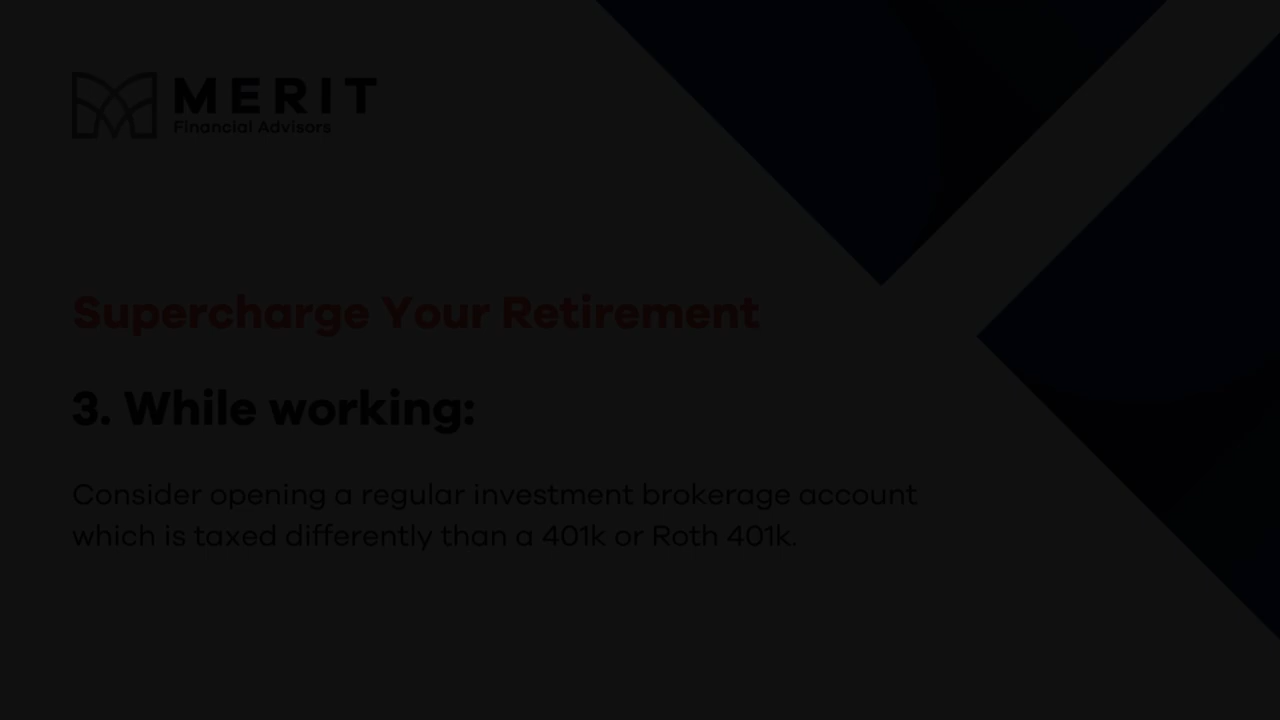 MERIT
Financial Advisors
Supercharge Your Retirement
3. While working:
Consider opening a regular investment brokerage account
which is taxed differently than a 401k or Roth 401k.